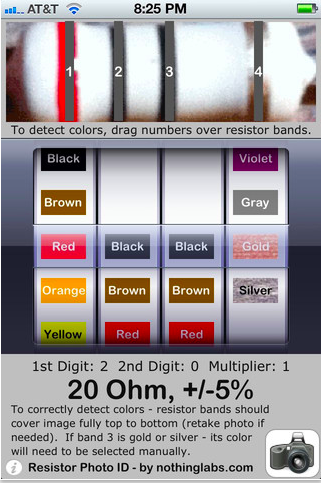 AT&T 8:25 PM
1 2 3 4
To detect colors, drag numbers over resistor bands.
Black Violet
Brown Gray
Red Black Black Gold
Orange Brown Brown Silver
Yellow Red Red
1st Digit: 2 2nd Digit: 0 Multiplier: 1
20 Ohm, +/-5%
To correctly detect colors - resistor bands should
cover image fully top to bottom (retake photo if
needed). If band 3 is gold or silver - its color
will need to be selected manually.
i Resistor Photo ID - by nothinglabs.com